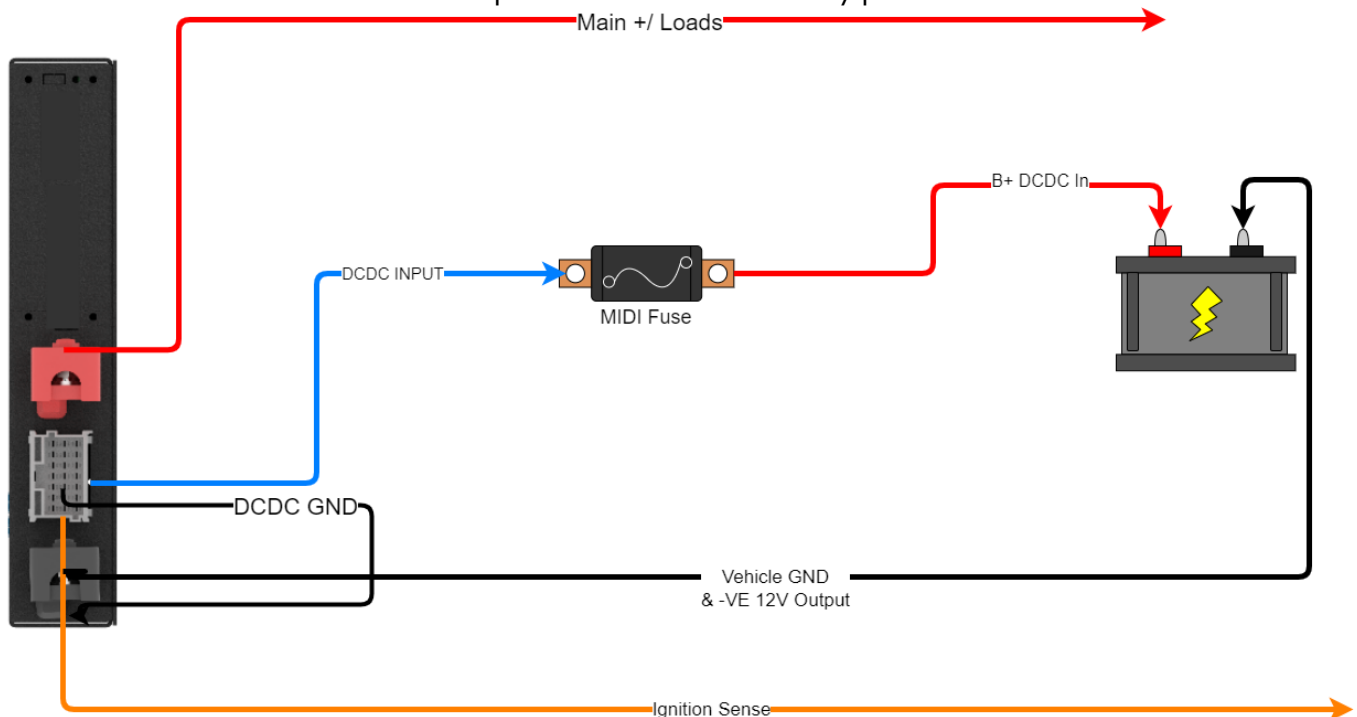 Main +/ Loads
B+ DCDC In
DCDC INPUT
MIDI Fuse
DCDC GND
Vehicle GND
& -VE 12V Output
Ignition Sense